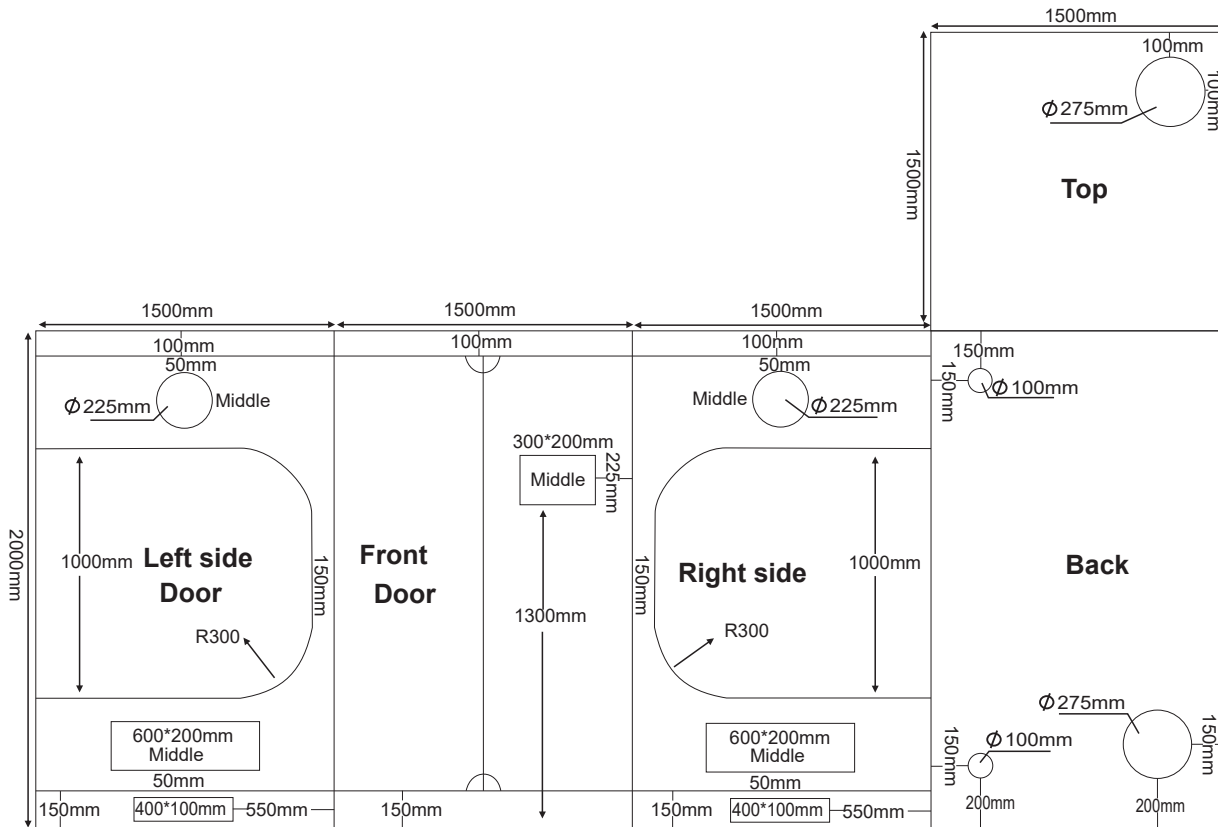 1500mm
100mm
100mm
Φ275mm
1500mm
Top
1500mm
1500mm
1500mm
100mm
100mm
100mm
150mm
50mm
50mm
150mm
Middle
Middle
Φ100mm
Φ225mm
Φ225mm
300*200mm
Middle
225mm
2000mm
1000mm
Left side
Door
150mm
Front
Door
1300mm
150mm
Right side
1000mm
Back
R300
R300
Φ275mm
600*200mm
Middle
600*200mm
Middle
150mm
Φ100mm
150mm
50mm
50mm
150mm
400*100mm
550mm
150mm
150mm
400*100mm
550mm
200mm
200mm